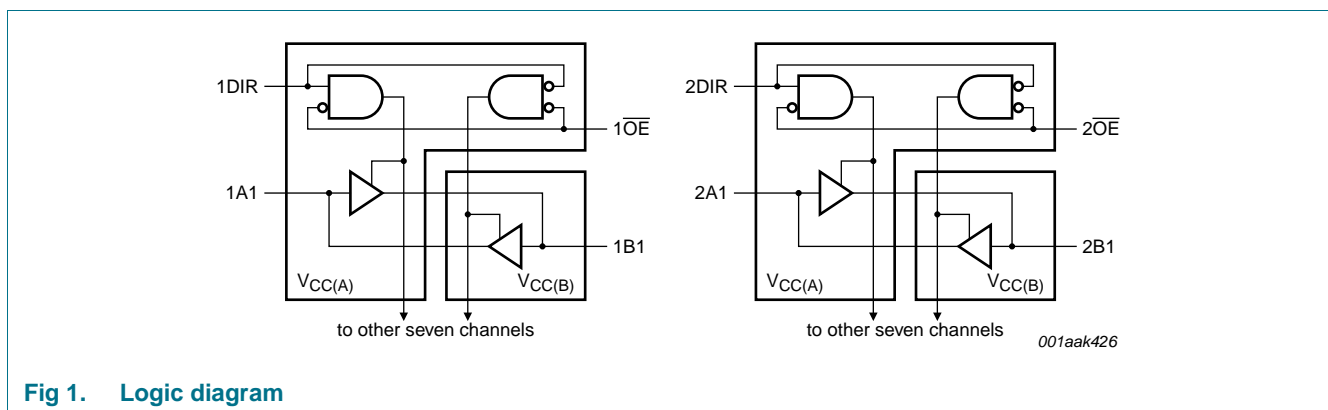 1DIR
1OE
1A1
1B1
VCC(A)
VCC(B)
to other seven channels
2DIR
2OE
2A1
2B1
VCC(A)
VCC(B)
to other seven channels
001aak426
Fig 1. Logic diagram